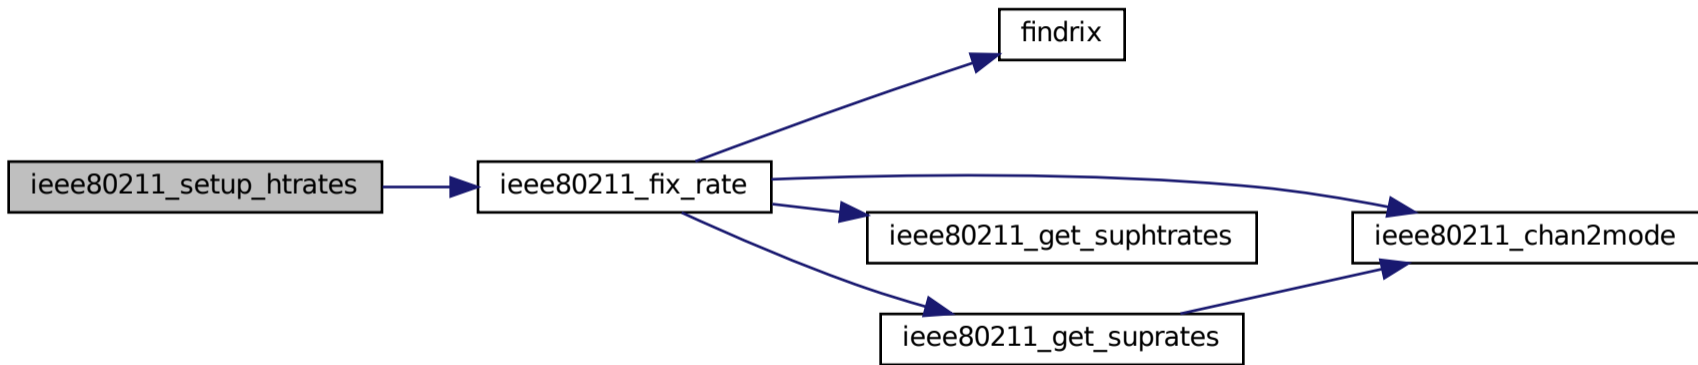 findrix
ieee80211_setup_htrates
ieee80211_fix_rate
ieee80211_get_suphtrates
ieee80211_chan2mode
ieee80211_get_suprates